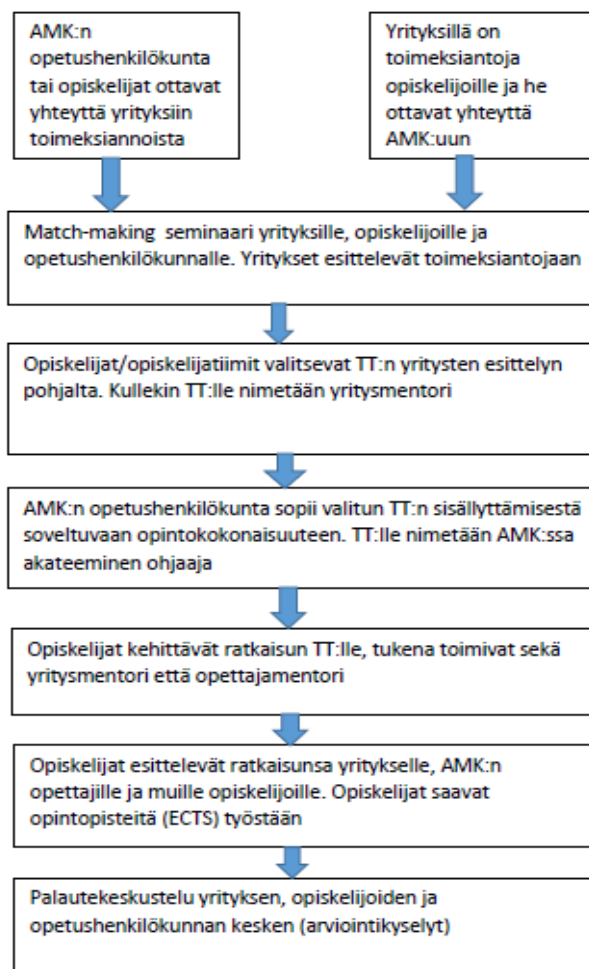 AMK:n
opetushenkilökunta
tai opiskelijat ottavat
yhteyttä yrityksiin
toimeksiannoista
Yrityksillä on
toimeksiantoja
opiskelijoille ja he
ottavat yhteyttä
AMK:uun
Match-making seminaari yrityksille, opiskelijoille ja
opetushenkilökunnalle. Yritykset esittelevät toimeksiantojaan
Opiskelijat/opiskelijatiimit valitsevat TT:n yritysten esittelyn
pohjalta. Kullekin TT:lle nimetään yritysmentori
AMK:n opetushenkilökunta sopii valitun TT:n sisällyttämisestä
soveltuvaan opintokokonaisuuteen. TT:lle nimetään AMK:ssa
akateeminen ohjaaja
Opiskelijat kehittävät ratkaisun TT:lle, tukena toimivat sekä
yritysmentori että opettajamentori
Opiskelijat esittelevät ratkaisunsa yritykselle, AMK:n
opettajille ja muille opiskelijoille. Opiskelijat saavat
opintopisteitä (ECTS) työstään
Palautekeskustelu yrityksen, opiskelijoiden ja
opetushenkilökunnan kesken (arviointikyselyt)